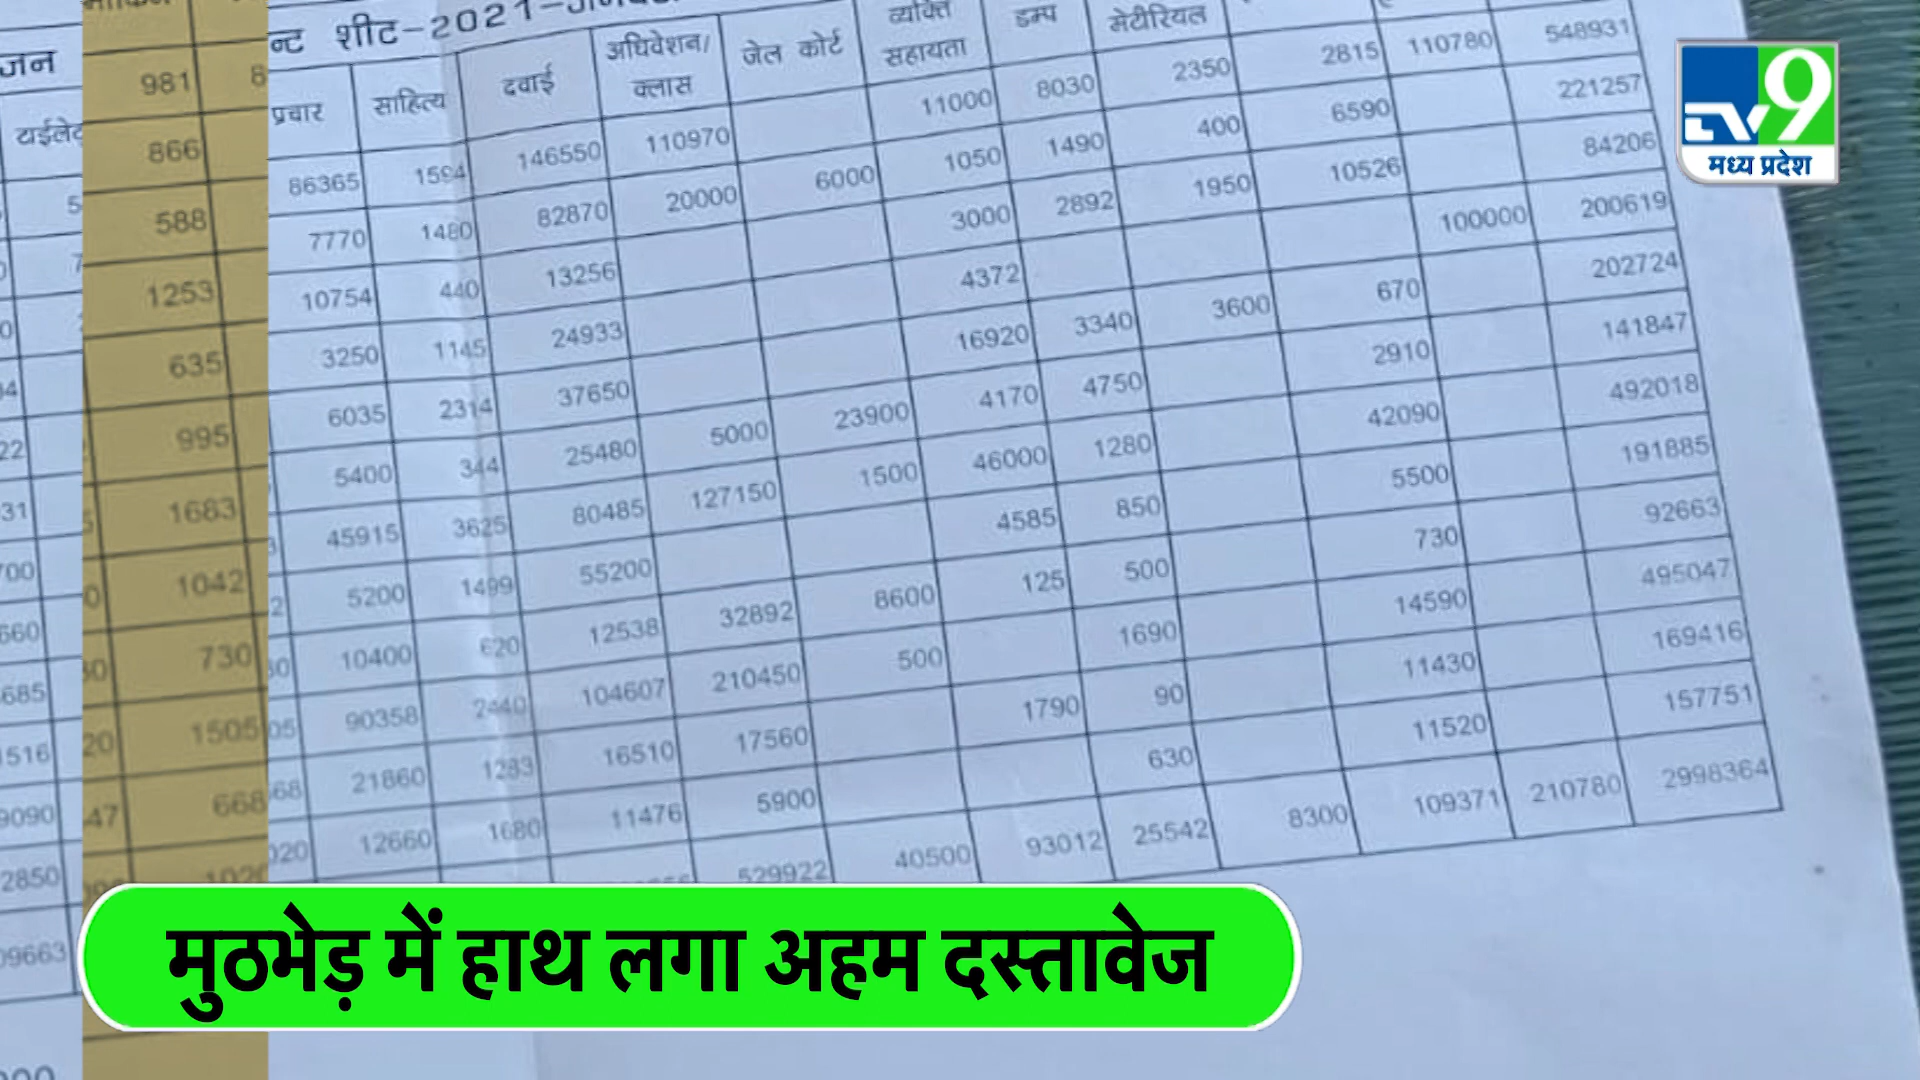 न्ट शीट-2021
जन
प्रचार साहित्य दवाई अधिवेशन/ जेल कोर्ट व्यक्ति डम्प मेटीरियल
क्लास सहायता
86365 1594 146550 110970 11000 8030 2350 2815 110780 548931
7770 1480 82870 20000 6000 1050 1490 400 6590 221257
10754 440 13256 3000 2892 1950 10526 84206
3250 1145 24933 4372 100000 200619
6035 2314 37650 16920 3340 3600 670 202724
5400 344 25480 5000 23900 4170 4750 2910 141847
45915 3625 80485 127150 1500 46000 1280 42090 492018
5200 1499 55200 4585 850 5500 191885
10400 620 12538 32892 8600 125 500 730 92663
90358 2440 104607 210450 500 1690 14590 495047
21860 1283 16510 17560 1790 90 11430 169416
12660 1680 11476 5900 630 11520 157751
529922 40500 93012 25542 8300 109371 210780 2998364
981
866
588
1253
635
995
1683
1042
730
1505
668
TV9
मध्य प्रदेश
मुठभेड़ में हाथ लगा अहम दस्तावेज